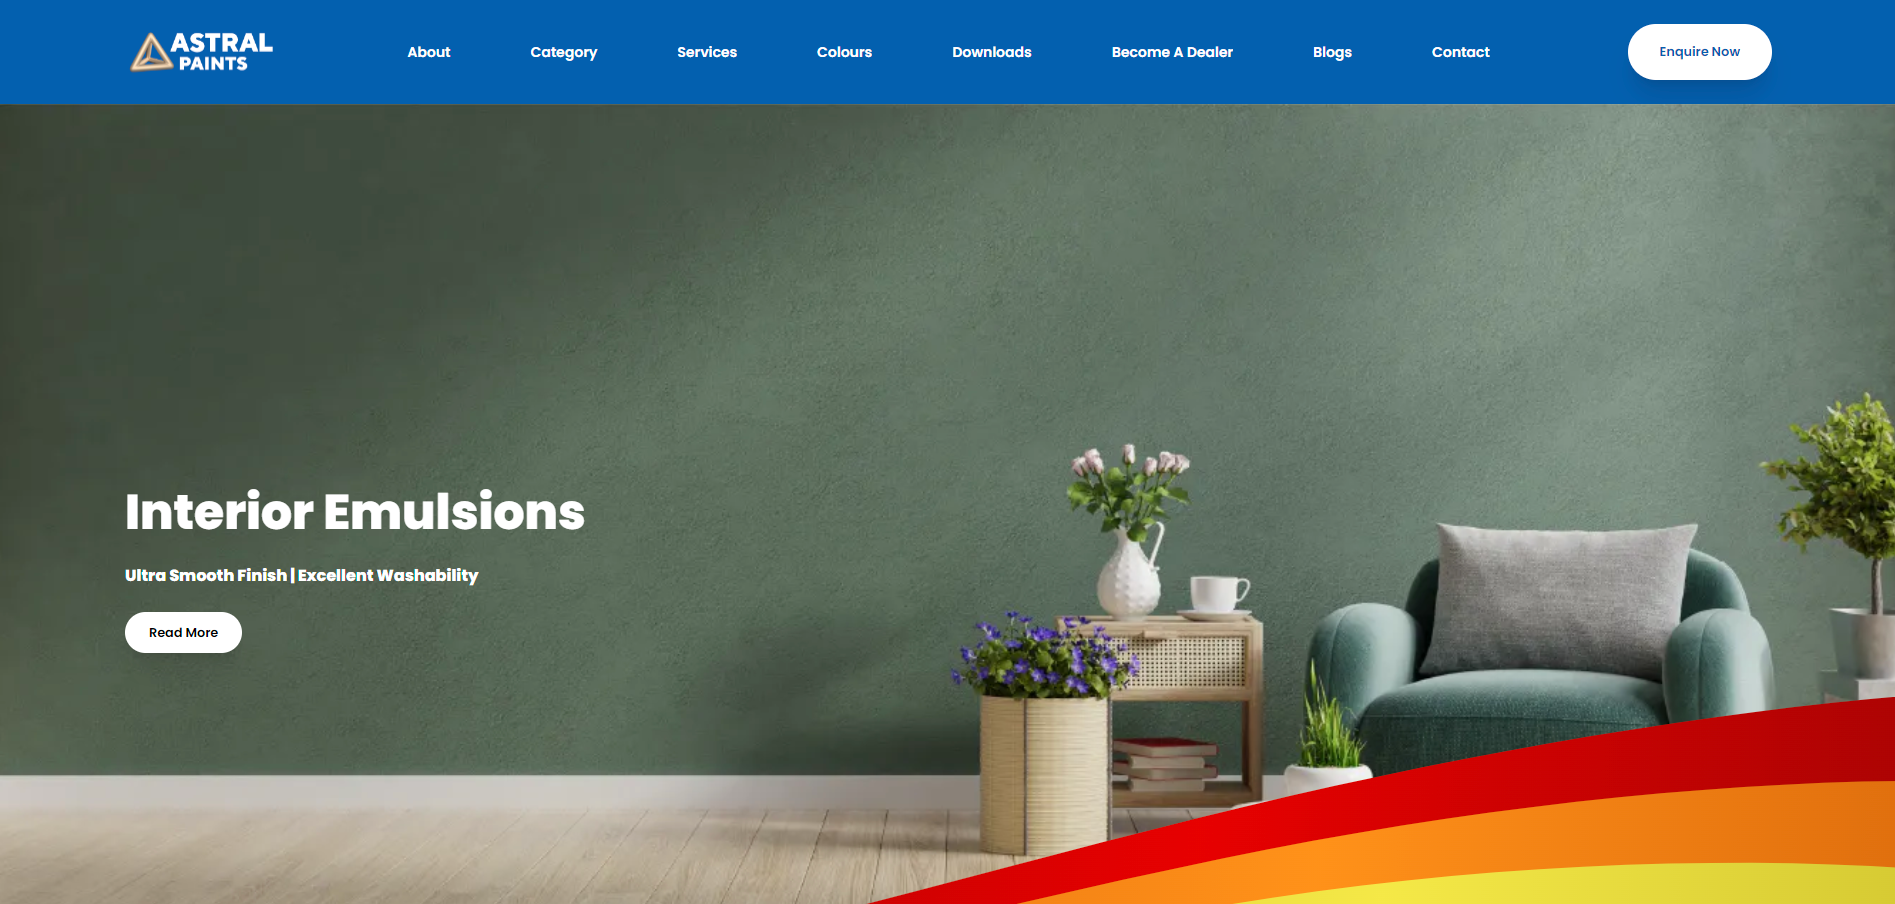 ASTRAL
PAINTS
About
Category
Services
Colours
Downloads
Become A Dealer
Blogs
Contact
Enquire Now
Interior Emulsions
Ultra Smooth Finish | Excellent Washability
Read More